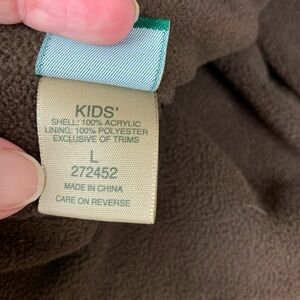 KIDS'
SHELL: 100% ACRYLIC
LINING: 100% POLYESTER
EXCLUSIVE OF TRIMS
L
272452
MADE IN CHINA
CARE ON REVERSE